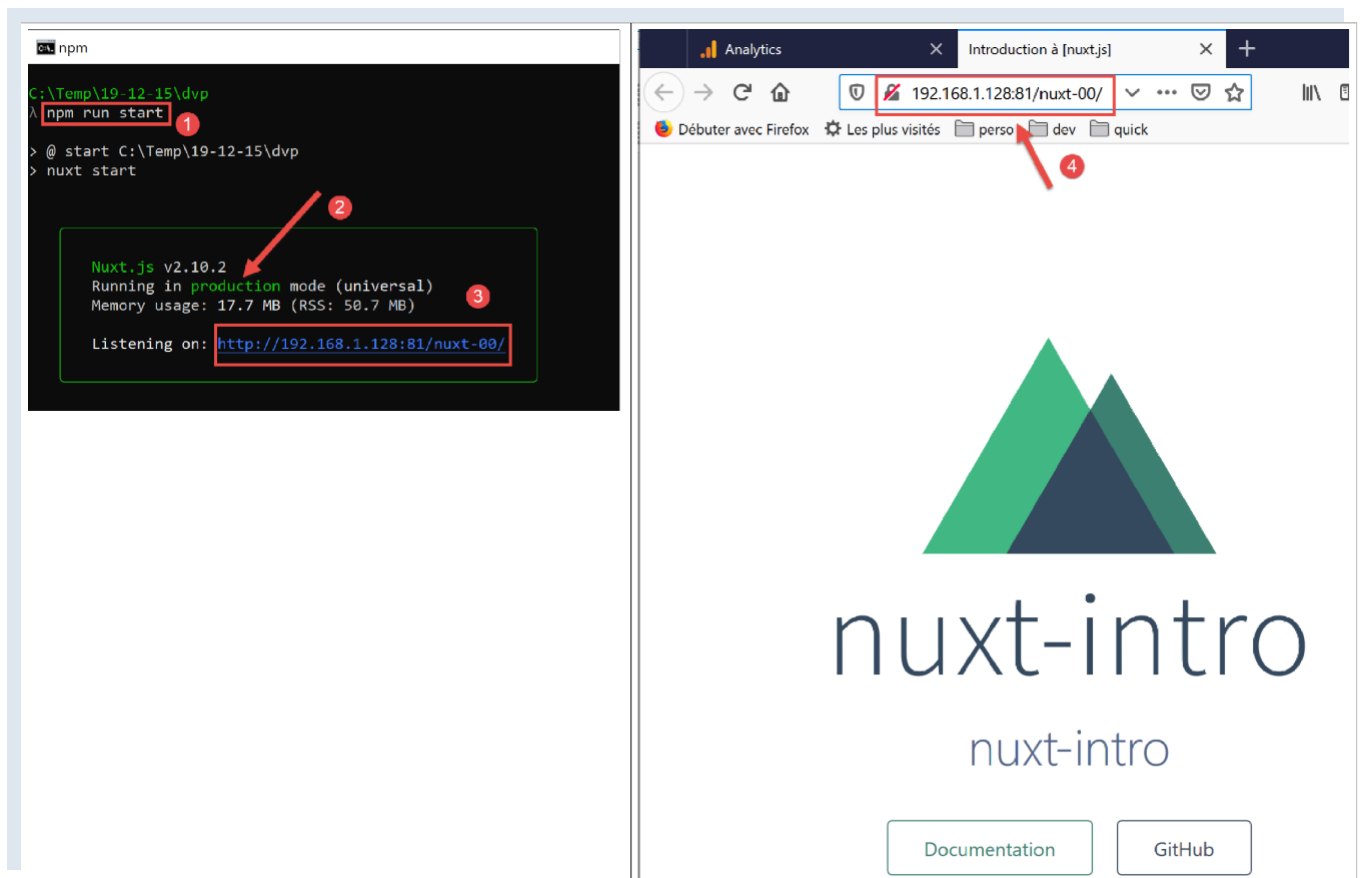 npm
C:\Temp\19-12-15\dvp
λ npm run start
1
> @ start C:\Temp\19-12-15\dvp
> nuxt start
2
Nuxt.js v2.10.2
Running in production mode (universal)
3
Memory usage: 17.7 MB (RSS: 50.7 MB)
Listening on: http://192.168.1.128:81/nuxt-00/
Analytics
Introduction à [nuxt.js]
192.168.1.128:81/nuxt-00/
Débuter avec Firefox Les plus visités perso dev quick
4
nuxt-intro
nuxt-intro
Documentation GitHub